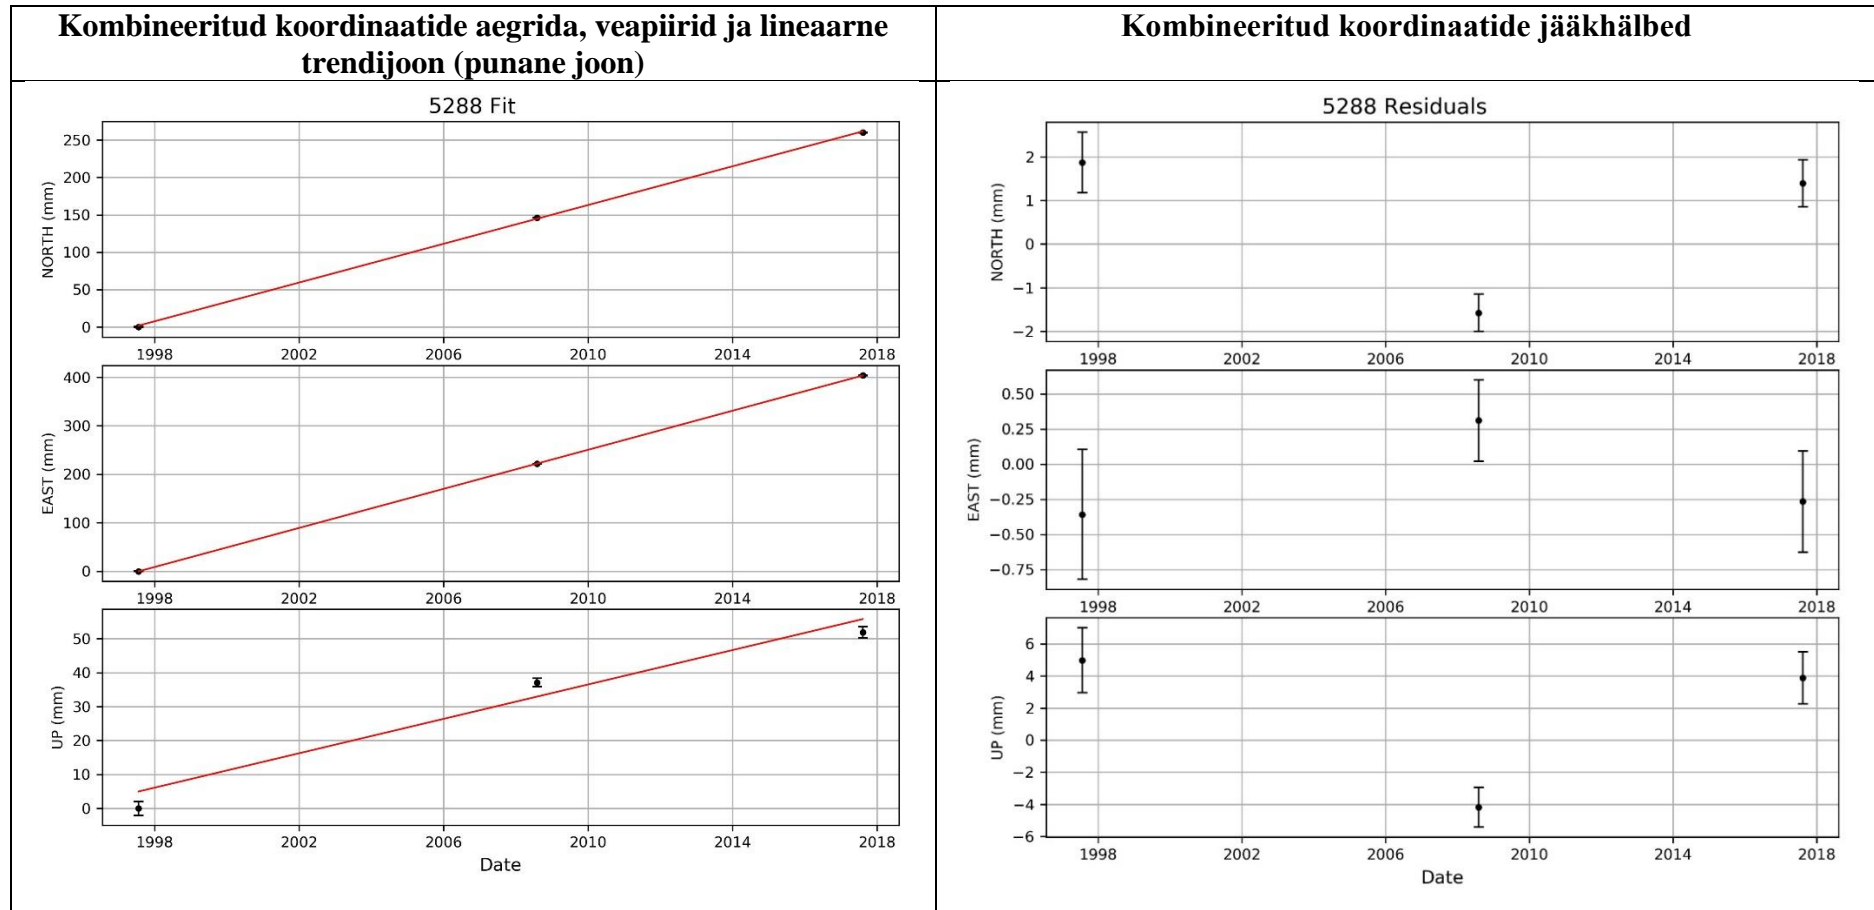 Kombineeritud koordinaatide aegrida, veapiirid ja lineaarne
trendijoon (punane joon)
Kombineeritud koordinaatide jääkhälbed
5288 Fit
NORTH (mm)
250
200
150
100
50
0
1998 2002 2006 2010 2014 2018
EAST (mm)
400
300
200
100
0
1998 2002 2006 2010 2014 2018
UP (mm)
50
40
30
20
10
0
1998 2002 2006 2010 2014 2018
Date
5288 Residuals
NORTH (mm)
2
1
0
−1
−2
1998 2002 2006 2010 2014 2018
EAST (mm)
0.50
0.25
0.00
−0.25
−0.50
−0.75
1998 2002 2006 2010 2014 2018
UP (mm)
6
4
2
0
−2
−4
−6
1998 2002 2006 2010 2014 2018
Date